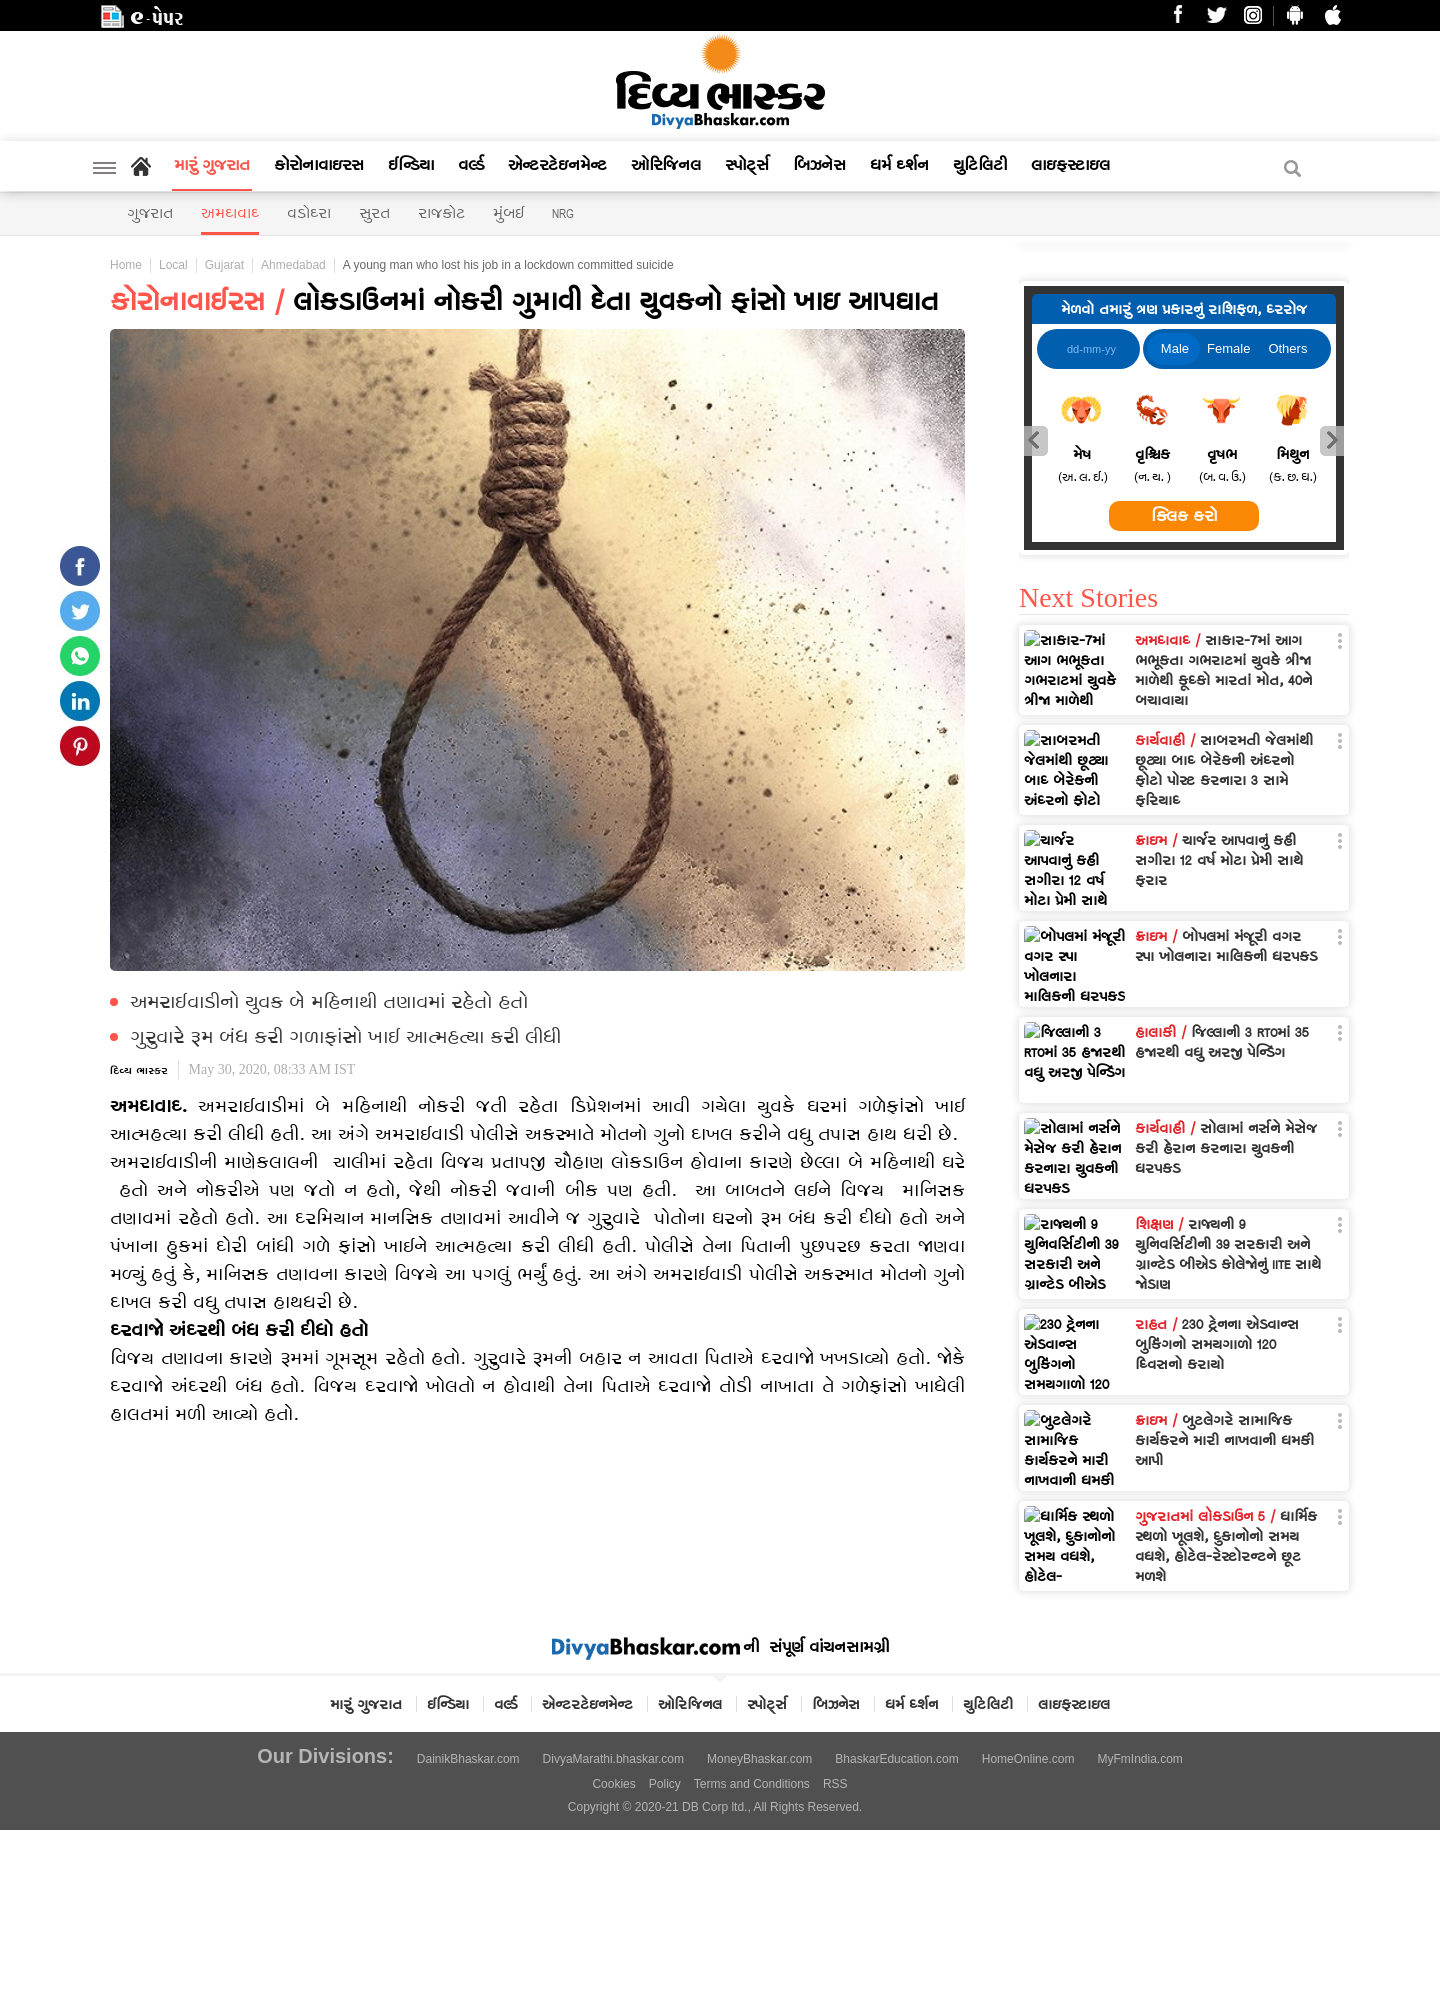 e-પેપર
દિવ્ય ભાસ્કર
DivyaBhaskar.com
મારું ગુજરાત કોરોનાવાઇરસ ઈન્ડિયા વર્લ્ડ એન્ટરટેઇનમેન્ટ ઓરિજિનલ સ્પોર્ટ્સ બિઝનેસ ધર્મ દર્શન યુટિલિટી લાઇફસ્ટાઇલ
ગુજરાત અમદાવાદ વડોદરા સુરત રાજકોટ મુંબઈ NRG
Home Local Gujarat Ahmedabad A young man who lost his job in a lockdown committed suicide
કોરોનાવાઈરસ / લોકડાઉનમાં નોકરી ગુમાવી દેતા યુવકનો ફાંસો ખાઇ આપઘાત
અમરાઈવાડીનો યુવક બે મહિનાથી તણાવમાં રહેતો હતો
ગુરુવારે રૂમ બંધ કરી ગળાફાંસો ખાઈ આત્મહત્યા કરી લીધી
દિવ્ય ભાસ્કર May 30, 2020, 08:33 AM IST
અમદાવાદ. અમરાઈવાડીમાં બે મહિનાથી નોકરી જતી રહેતા ડિપ્રેશનમાં આવી ગયેલા યુવકે ઘરમાં ગળેફાંસો ખાઈ
આત્મહત્યા કરી લીધી હતી. આ અંગે અમરાઈવાડી પોલીસે અકસ્માતે મોતનો ગુનો દાખલ કરીને વધુ તપાસ હાથ ધરી છે.
અમરાઈવાડીની માણેકલાલની ચાલીમાં રહેતા વિજય પ્રતાપજી ચૌહાણ લોકડાઉન હોવાના કારણે છેલ્લા બે મહિનાથી ઘરે
હતો અને નોકરીએ પણ જતો ન હતો, જેથી નોકરી જવાની બીક પણ હતી. આ બાબતને લઈને વિજય માનિસક
તણાવમાં રહેતો હતો. આ દરમિયાન માનસિક તણાવમાં આવીને જ ગુરુવારે પોતાના ઘરનો રૂમ બંધ કરી દીધો હતો અને
પંખાના હુકમાં દોરી બાંધી ગળે ફાંસો ખાઈને આત્મહત્યા કરી લીધી હતી. પોલીસે તેના પિતાની પુછપરછ કરતા જાણવા
મળ્યું હતું કે, માનિસક તણાવના કારણે વિજયે આ પગલું ભર્યું હતું. આ અંગે અમરાઈવાડી પોલીસે અકસ્માત મોતનો ગુનો
દાખલ કરી વધુ તપાસ હાથધરી છે.
દરવાજો અંદરથી બંધ કરી દીધો હતો
વિજય તણાવના કારણે રૂમમાં ગૂમસૂમ રહેતો હતો. ગુરુવારે રૂમની બહાર ન આવતા પિતાએ દરવાજો ખખડાવ્યો હતો. જોકે
દરવાજો અંદરથી બંધ હતો. વિજય દરવાજો ખોલતો ન હોવાથી તેના પિતાએ દરવાજો તોડી નાખાતા તે ગળેફાંસો ખાધેલી
હાલતમાં મળી આવ્યો હતો.
મેળવો તમારું ત્રણ પ્રકારનું રાશિફળ, દરરોજ
dd-mm-yy Male Female Others
મેષ વૃશ્ચિક વૃષભ મિથુન
(અ. લ. ઈ.) (ન. ય. ) (બ. વ. ઉ.) (ક. છ. ઘ.)
ક્લિક કરો
Next Stories
સાકાર-7માં
આગ ભભૂકતા
ગભરાટમાં યુવકે
ત્રીજા માળેથી
અમદાવાદ / સાકાર-7માં આગ
ભભૂકતા ગભરાટમાં યુવકે ત્રીજા
માળેથી કૂદકો મારતાં મોત, 40ને
બચાવાયા
સાબરમતી
જેલમાંથી છૂટ્યા
બાદ બેરેકની
અંદરનો ફોટો
કાર્યવાહી / સાબરમતી જેલમાંથી
છૂટ્યા બાદ બેરેકની અંદરનો
ફોટો પોસ્ટ કરનારા 3 સામે
ફરિયાદ
ચાર્જર
આપવાનું કહી
સગીરા 12 વર્ષ
મોટા પ્રેમી સાથે
ક્રાઇમ / ચાર્જર આપવાનું કહી
સગીરા 12 વર્ષ મોટા પ્રેમી સાથે
ફરાર
બોપલમાં મંજૂરી
વગર સ્પા
ખોલનારા
માલિકની ધરપકડ
ક્રાઇમ / બોપલમાં મંજૂરી વગર
સ્પા ખોલનારા માલિકની ધરપકડ
જિલ્લાની 3
RTOમાં 35 હજારથી
વધુ અરજી પેન્ડિંગ
હાલાકી / જિલ્લાની 3 RTOમાં 35
હજારથી વધુ અરજી પેન્ડિંગ
સોલામાં નર્સને
મેસેજ કરી હેરાન
કરનારા યુવકની
ધરપકડ
કાર્યવાહી / સોલામાં નર્સને મેસેજ
કરી હેરાન કરનારા યુવકની
ધરપકડ
રાજ્યની 9
યુનિવર્સિટીની 39
સરકારી અને
ગ્રાન્ટેડ બીએડ
શિક્ષણ / રાજ્યની 9
યુનિવર્સિટીની 39 સરકારી અને
ગ્રાન્ટેડ બીએડ કોલેજોનું IITE સાથે
જોડાણ
230 ટ્રેનના
એડવાન્સ
બુકિંગનો
સમયગાળો 120
રાહત / 230 ટ્રેનના એડવાન્સ
બુકિંગનો સમયગાળો 120
દિવસનો કરાયો
બુટલેગરે
સામાજિક
કાર્યકરને મારી
નાખવાની ધમકી
ક્રાઇમ / બુટલેગરે સામાજિક
કાર્યકરને મારી નાખવાની ધમકી
આપી
ધાર્મિક સ્થળો
ખૂલશે, દુકાનોનો
સમય વધશે,
હોટેલ-
ગુજરાતમાં લોકડાઉન 5 / ધાર્મિક
સ્થળો ખૂલશે, દુકાનોનો સમય
વધશે, હોટેલ-રેસ્ટોરન્ટને છૂટ
મળશે
DivyaBhaskar.com ની સંપૂર્ણ વાંચનસામગ્રી
મારું ગુજરાત ઈન્ડિયા વર્લ્ડ એન્ટરટેઇનમેન્ટ ઓરિજિનલ સ્પોર્ટ્સ બિઝનેસ ધર્મ દર્શન યુટિલિટી લાઇફસ્ટાઇલ
Our Divisions: DainikBhaskar.com DivyaMarathi.bhaskar.com MoneyBhaskar.com BhaskarEducation.com HomeOnline.com MyFmIndia.com
Cookies Policy Terms and Conditions RSS
Copyright © 2020-21 DB Corp ltd., All Rights Reserved.